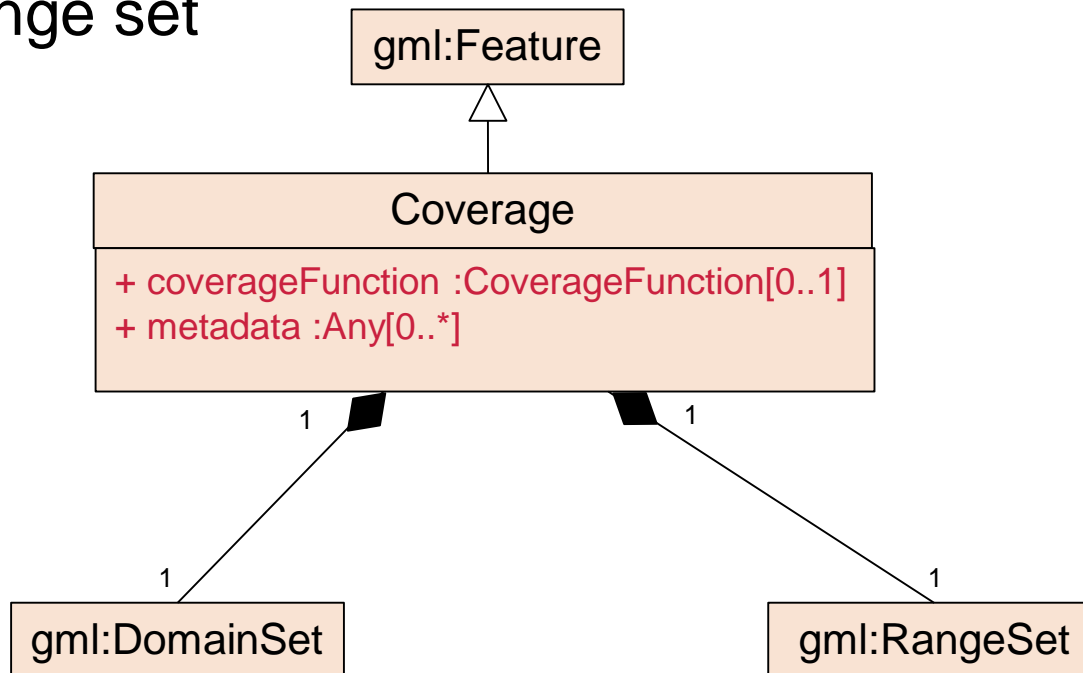 nge set
gml:Feature
Coverage
+ coverageFunction :CoverageFunction[0..1]
+ metadata :Any[0..*]
1
1
1
1
gml:DomainSet
gml:RangeSet